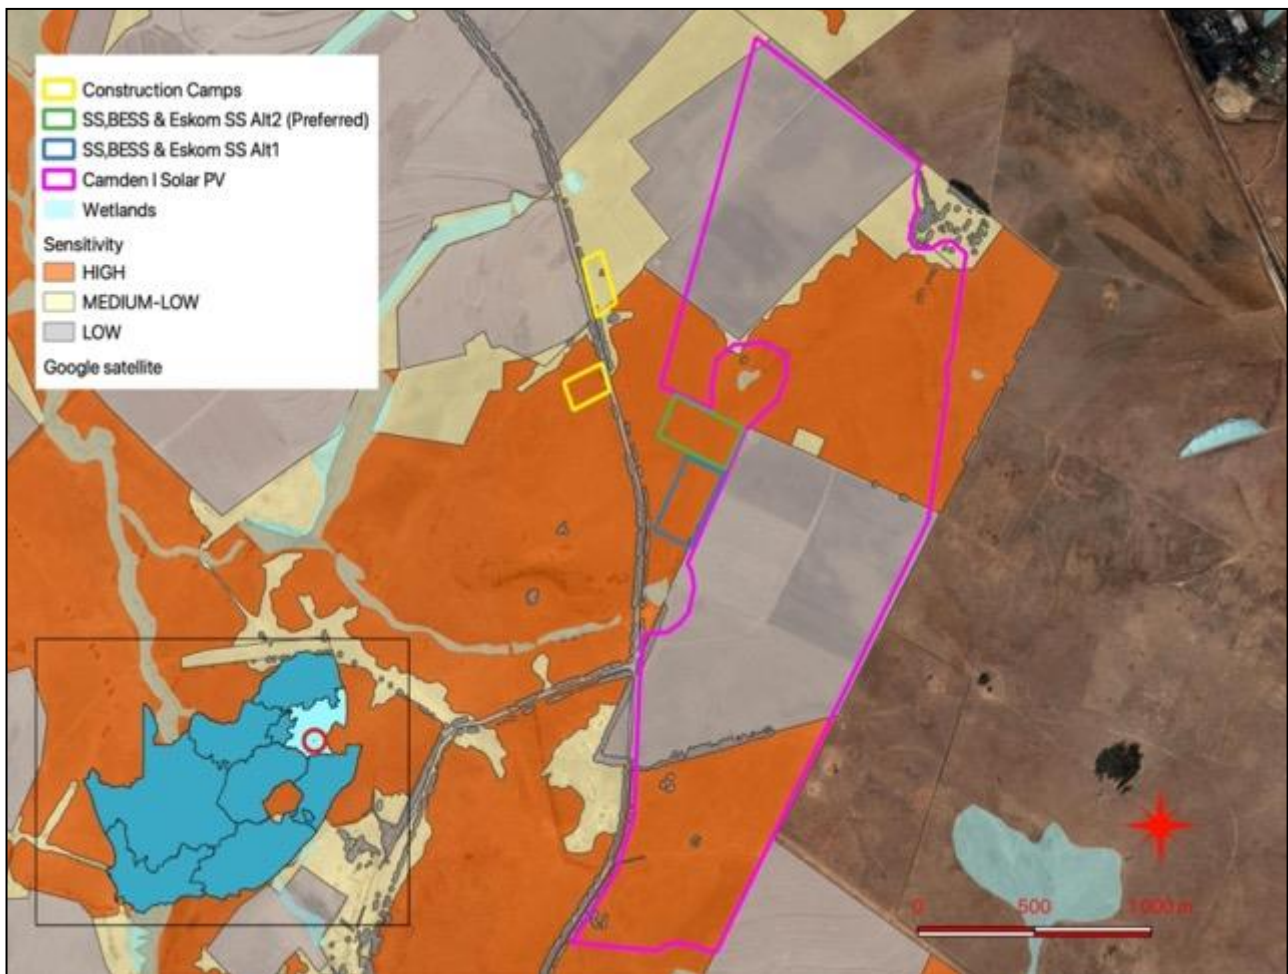 Construction Camps
SS,BESS & Eskom SS Alt2 (Preferred)
SS,BESS & Eskom SS Alt1
Camden I Solar PV
Wetlands
Sensitivity
HIGH
MEDIUM-LOW
LOW
Google satellite
0 500 1000 m